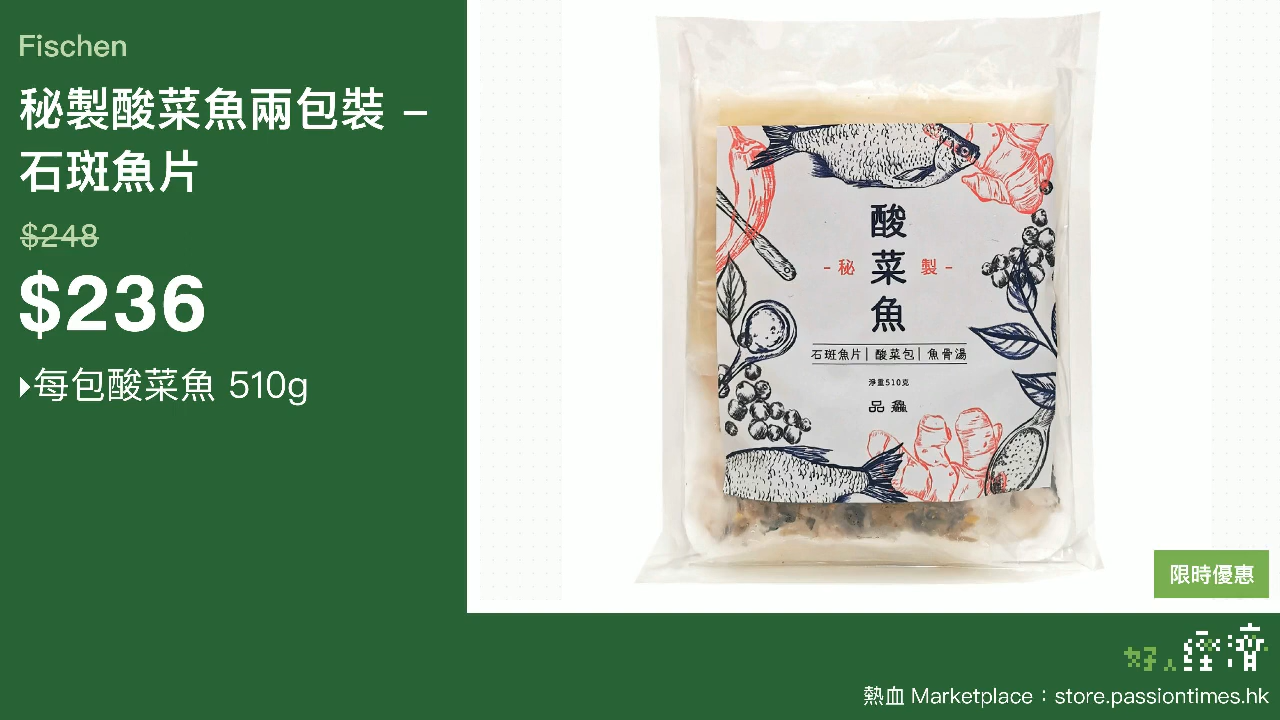 Fischen
秘製酸菜魚兩包裝 –
石斑魚片
$248
$236
每包酸菜魚 510g
酸菜魚
- 秘 製 -
石斑魚片| 酸菜包| 魚骨湯
淨重510克
品鱻
限時優惠
好人經濟
熱血 Marketplace：store.passiontimes.hk